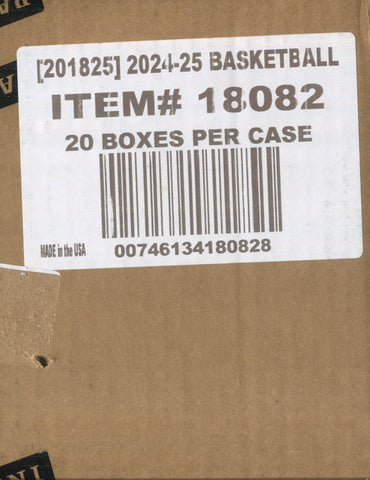 [201825] 2024-25 BASKETBALL
ITEM# 18082
20 BOXES PER CASE
MADE in the USA
00746134180828